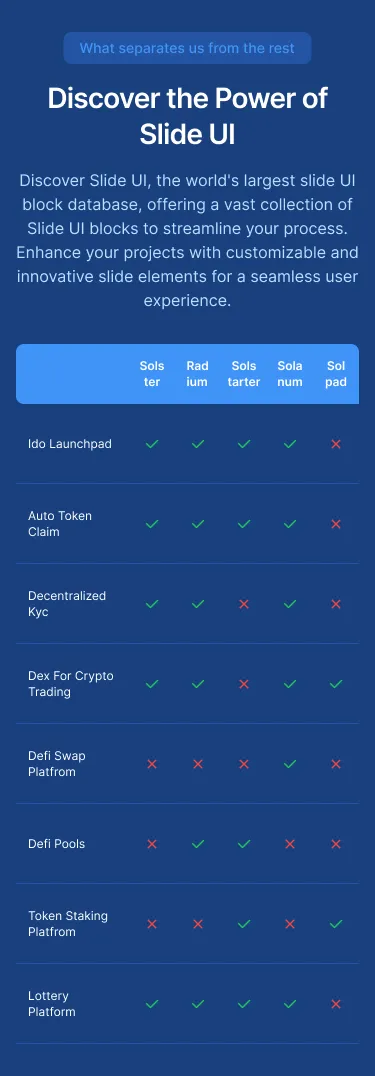 What separates us from the rest
Discover the Power of
Slide UI
Discover Slide UI, the world's largest slide UI
block database, offering a vast collection of
Slide UI blocks to streamline your process.
Enhance your projects with customizable and
innovative slide elements for a seamless user
experience.
Sols Rad Sols Sola Sol
ter ium tarter num pad
Ido Launchpad
Auto Token
Claim
Decentralized
Kyc
Dex For Crypto
Trading
Defi Swap
Platfrom
Defi Pools
Token Staking
Platfrom
Lottery
Platform